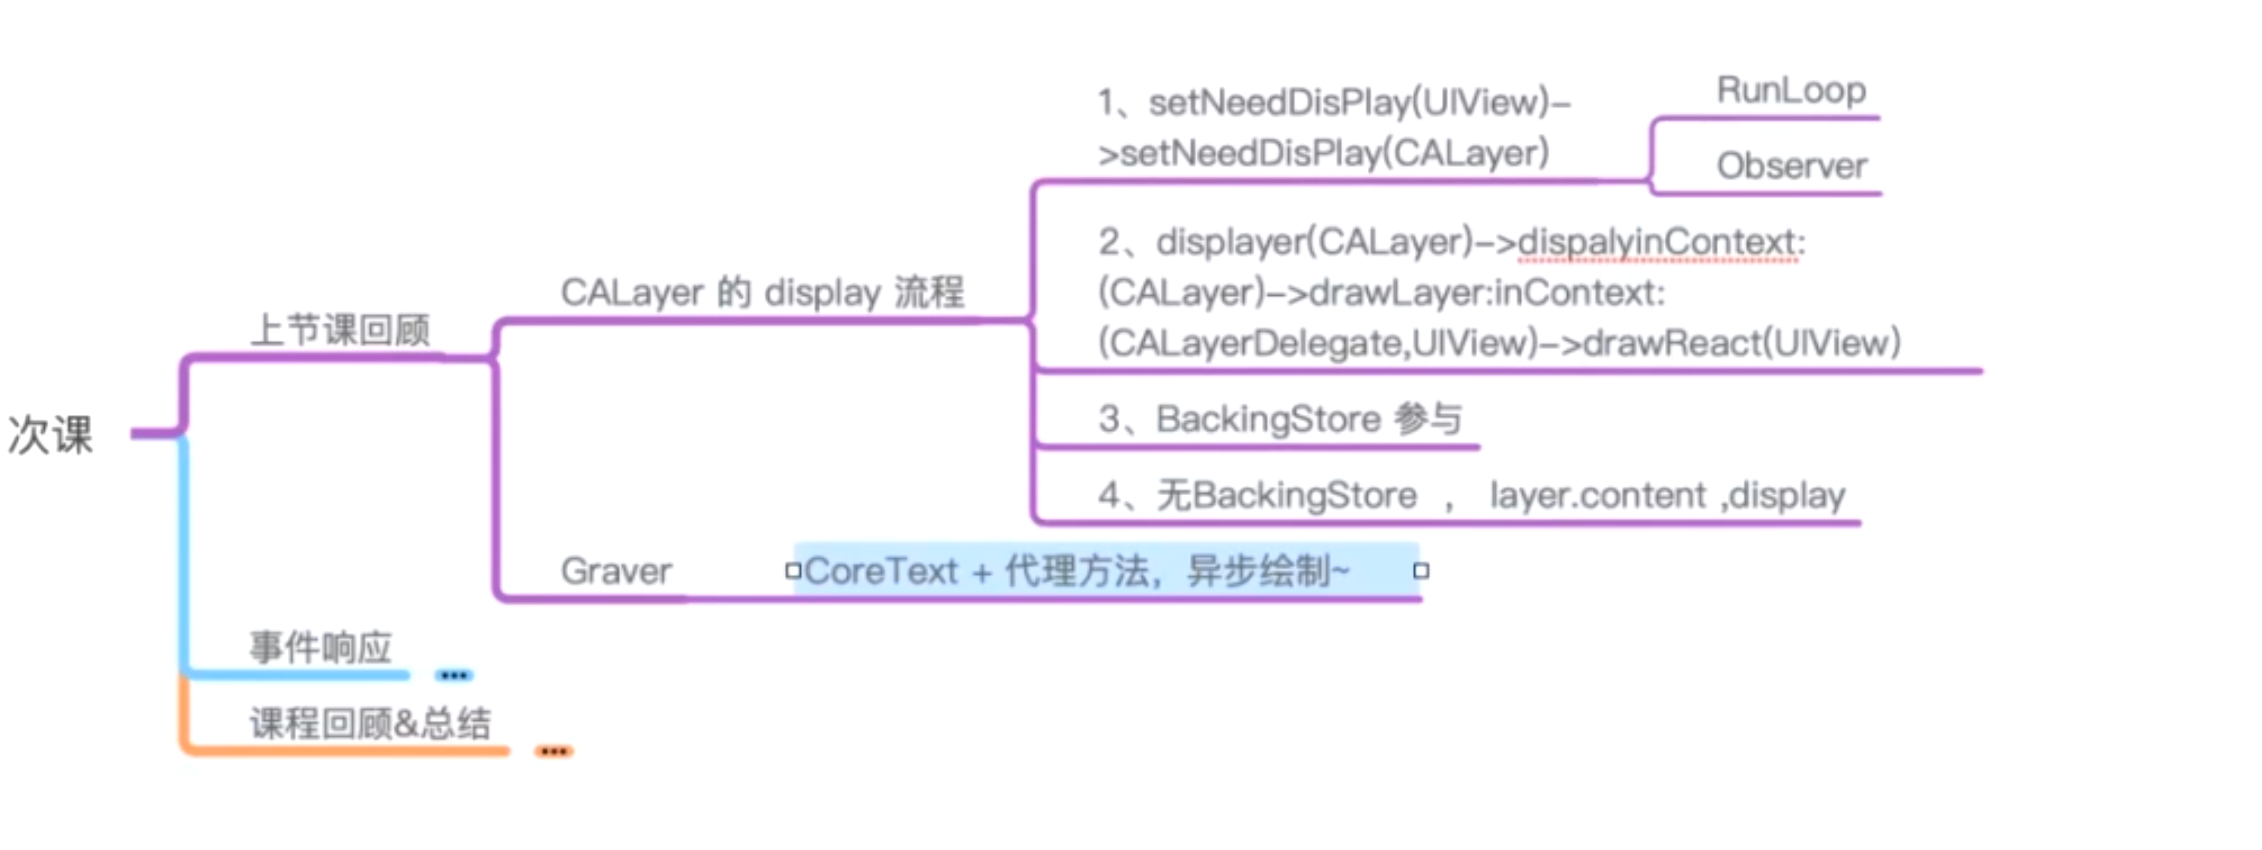 次课
上节课回顾
CALayer 的 display 流程
1、setNeedDisPlay(UIView)–
>setNeedDisPlay(CALayer)
RunLoop
Observer
2、displayer(CALayer)–>dispalyinContext:
(CALayer)–>drawLayer:inContext:
(CALayerDelegate,UIView)–>drawReact(UIView)
3、BackingStore 参与
4、无BackingStore ， layer.content ,display
Graver
CoreText + 代理方法，异步绘制~
事件响应
课程回顾&总结